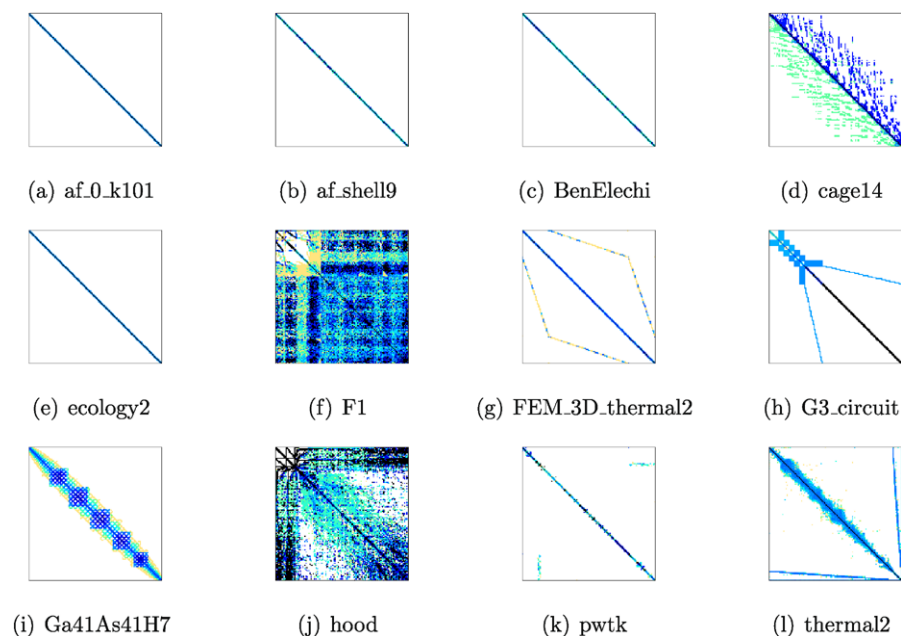 (a) af_0_k101
(b) af_shell9
(c) BenElechi
(d) cage14
(e) ecology2
(f) F1
(g) FEM_3D_thermal2
(h) G3_circuit
(i) Ga41As41H7
(j) hood
(k) pwtk
(l) thermal2